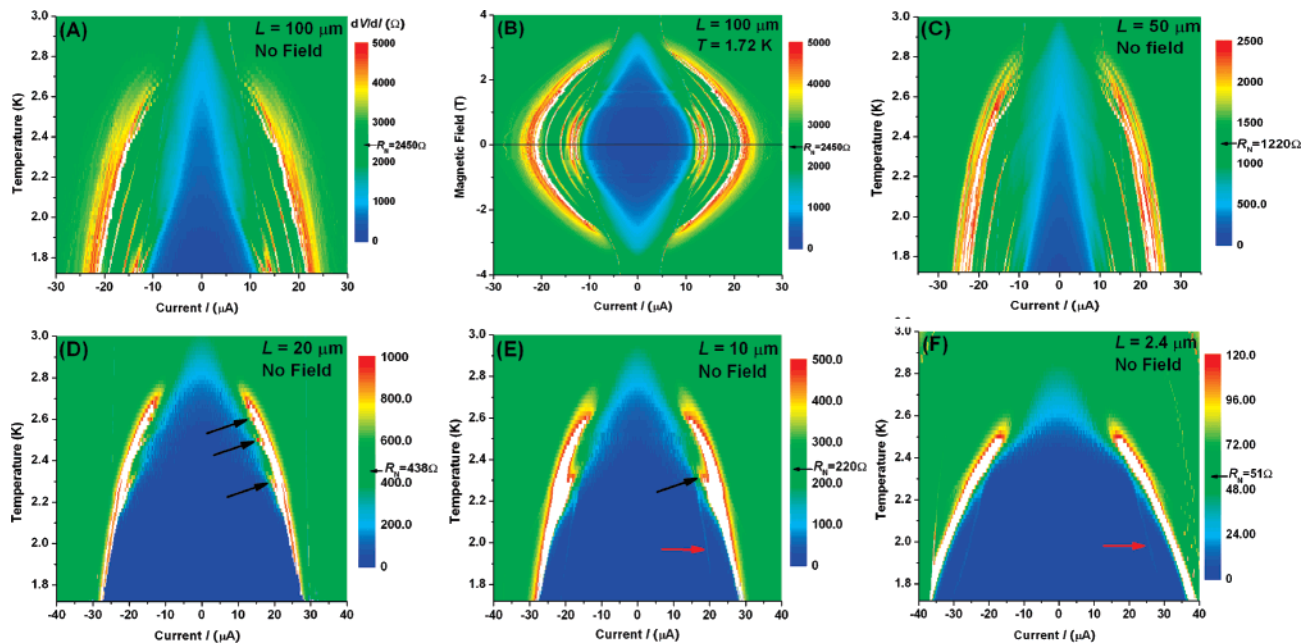 (A) L = 100 µm dV/dI (Ω)
No Field
3.0 2.8 2.6 2.4 2.2 2.0 1.8
Temperature (K)
5000 4000 3000 2000 1000 0
R_N=2450Ω
-30 -20 -10 0 10 20 30
Current I (µA)
(B) L = 100 µm
T = 1.72 K
4 2 0 -2 -4
Magnetic Field (T)
5000 4000 3000 2000 1000 0
R_N=2450Ω
-30 -20 -10 0 10 20 30
Current I (µA)
(C) L = 50 µm
No field
3.0 2.8 2.6 2.4 2.2 2.0 1.8
Temperature (K)
2500 2000 1500 1000 500.0 0
R_N=1220Ω
-30 -20 -10 0 10 20 30
Current I (µA)
(D) L = 20 µm
No Field
3.0 2.8 2.6 2.4 2.2 2.0 1.8
Temperature (K)
1000 800.0 600.0 400.0 200.0 0
R_N=438Ω
-40 -30 -20 -10 0 10 20 30 40
Current I (µA)
(E) L = 10 µm
No Field
3.0 2.8 2.6 2.4 2.2 2.0 1.8
Temperature (K)
500.0 400.0 300.0 200.0 100.0 0
R_N=220Ω
-40 -30 -20 -10 0 10 20 30 40
Current I (µA)
(F) L = 2.4 µm
No Field
3.0 2.8 2.6 2.4 2.2 2.0 1.8
Temperature (K)
120.0 96.00 72.00 48.00 24.00 0
R_N=51Ω
-40 -30 -20 -10 0 10 20 30 40
Current I (µA)